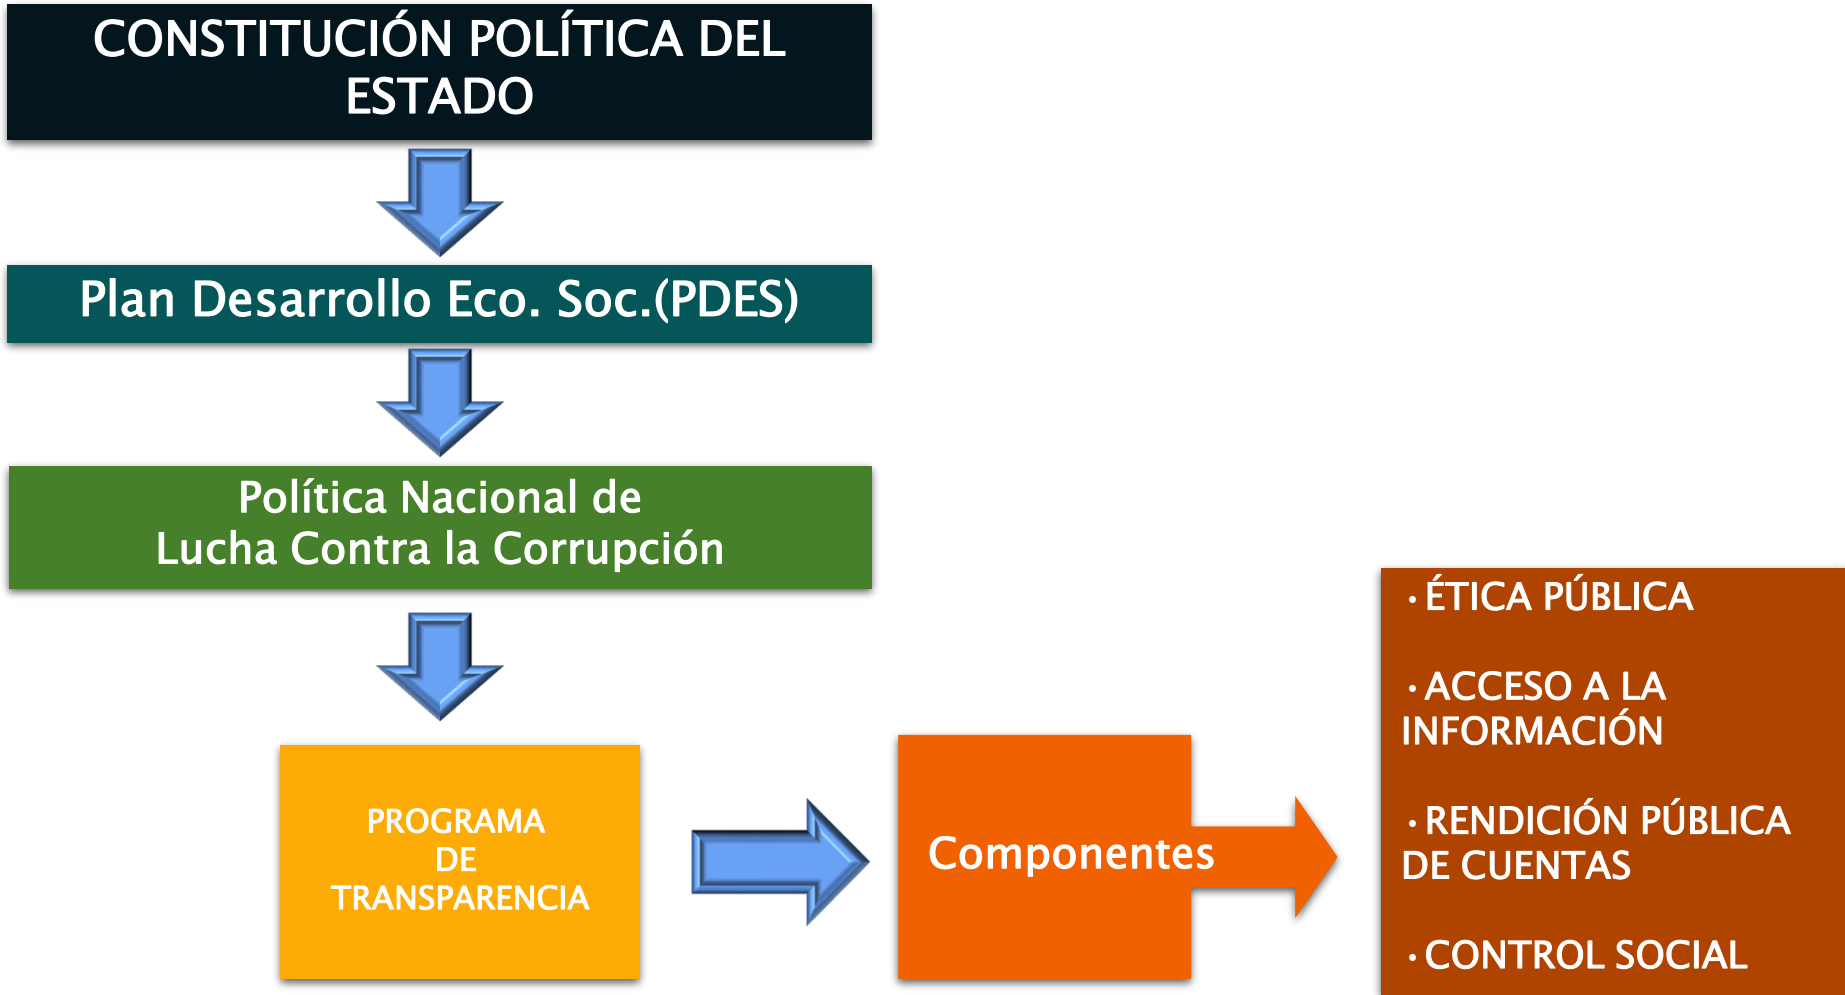 CONSTITUCIÓN POLÍTICA DEL
ESTADO
Plan Desarrollo Eco. Soc.(PDES)
Política Nacional de
Lucha Contra la Corrupción
PROGRAMA
DE
TRANSPARENCIA
Componentes
•ÉTICA PÚBLICA
•ACCESO A LA
INFORMACIÓN
•RENDICIÓN PÚBLICA
DE CUENTAS
•CONTROL SOCIAL